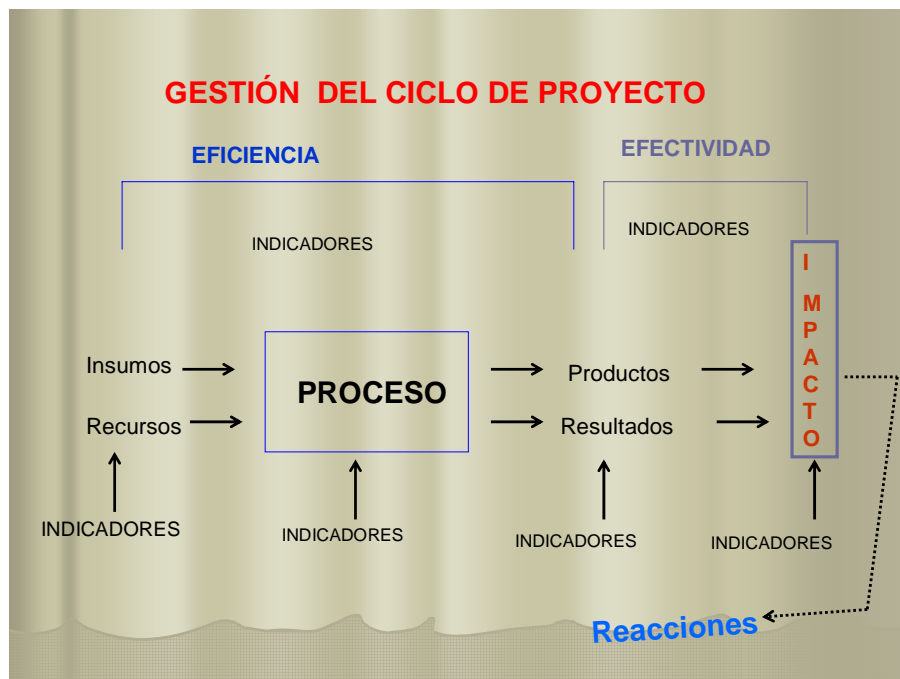 GESTIÓN DEL CICLO DE PROYECTO
EFICIENCIA
EFECTIVIDAD
INDICADORES
INDICADORES
Insumos
Recursos
PROCESO
Productos
Resultados
I MPACTO
INDICADORES
INDICADORES
INDICADORES
INDICADORES
Reacciones